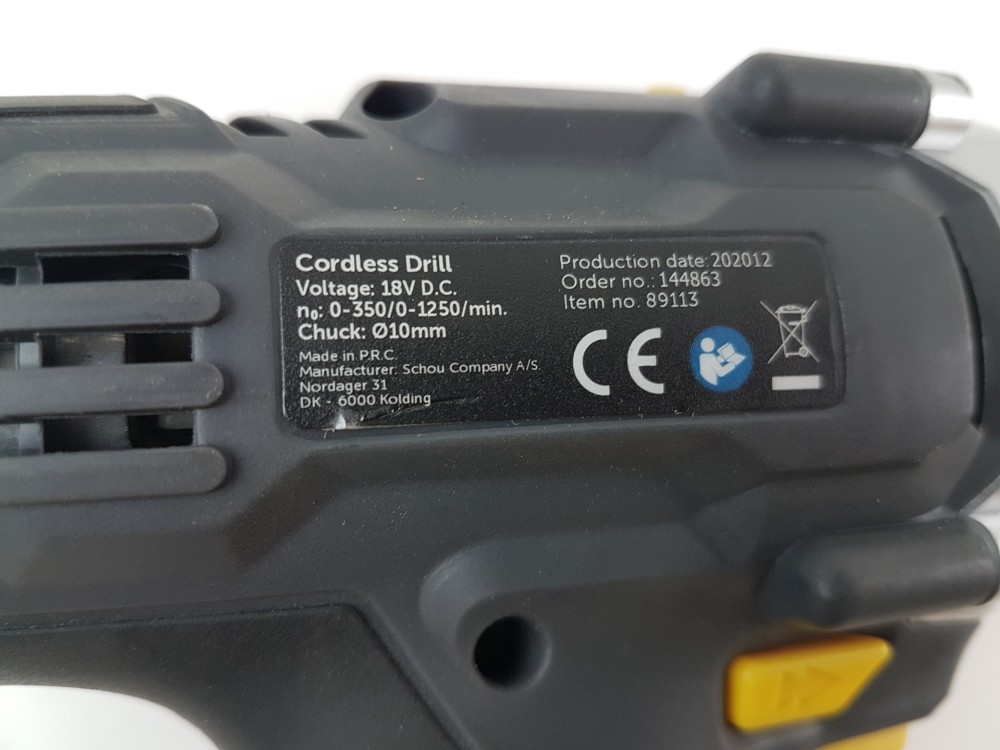 Cordless Drill
Voltage: 18V D.C.
n₀: 0-350/0-1250/min.
Chuck: Ø10mm
Made in P.R.C.
Manufacturer: Schou Company A/S
Nordager 31
DK - 6000 Kolding
Production date: 202012
Order no.: 144863
Item no. 89113
CE